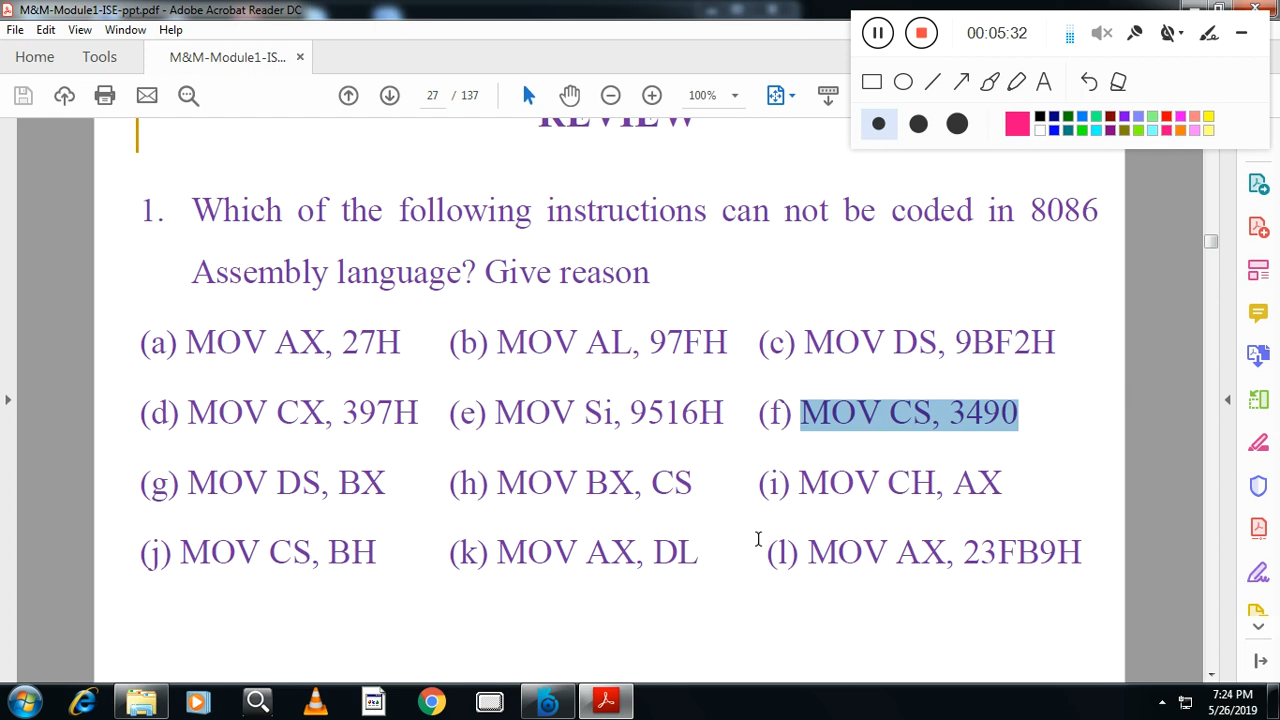 M&M-Module1-ISE-ppt.pdf - Adobe Acrobat Reader DC
File Edit View Window Help
Home Tools M&M-Module1-IS... ×
00:05:32
27 / 137 100%
A
REVIEW
1. Which of the following instructions can not be coded in 8086
Assembly language? Give reason
(a) MOV AX, 27H (b) MOV AL, 97FH (c) MOV DS, 9BF2H
(d) MOV CX, 397H (e) MOV Si, 9516H (f) MOV CS, 3490
(g) MOV DS, BX (h) MOV BX, CS (i) MOV CH, AX
(j) MOV CS, BH (k) MOV AX, DL (l) MOV AX, 23FB9H
7:24 PM
5/26/2019